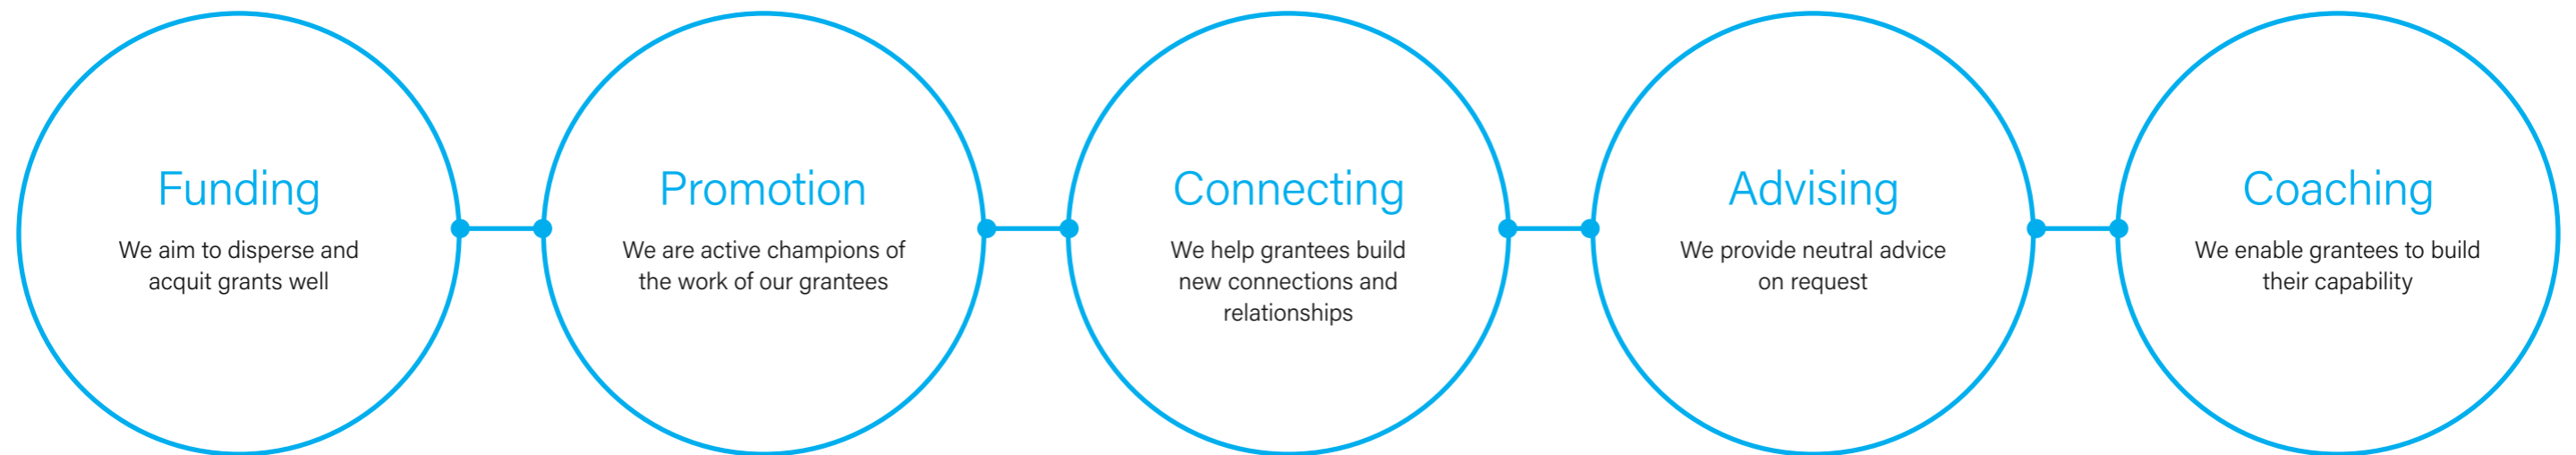 Funding
We aim to disperse and
acquit grants well
Promotion
We are active champions of
the work of our grantees
Connecting
We help grantees build
new connections and
relationships
Advising
We provide neutral advice
on request
Coaching
We enable grantees to build
their capability